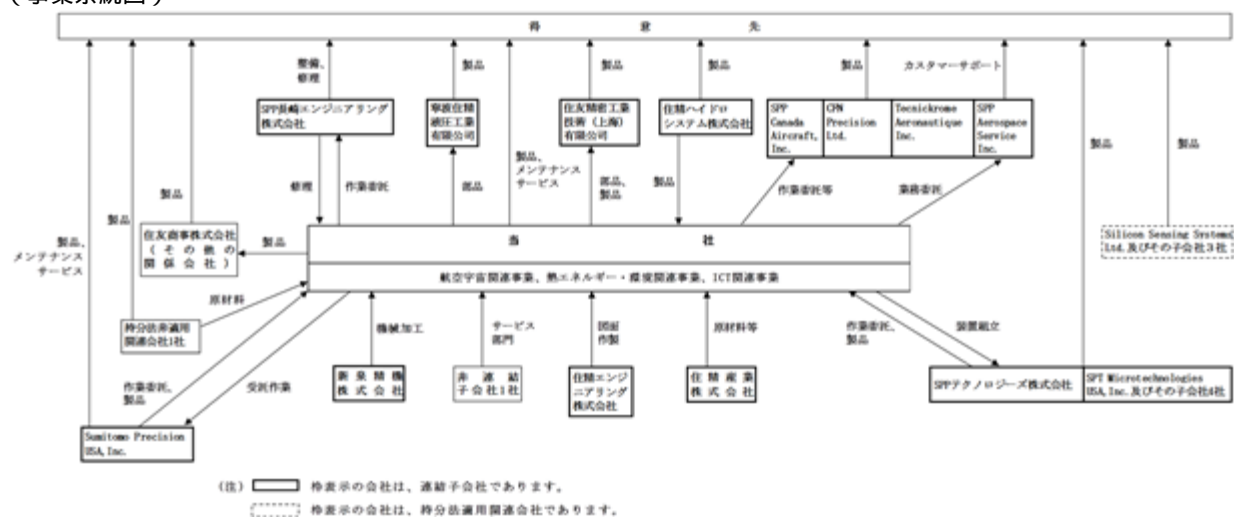 （事業系統図）
得意先
整備、
修理
製品
製品
製品
製品
カスタマーサポート
SPP長崎エンジニアリング
株式会社
寧波住精
液圧工業
有限公司
住友精密工業
技術（上海）
有限公司
住精ハイドロ
システム株式会社
SPP
Canada
Aircraft,
Inc.
CFN
Precision
Ltd.
Tecnickrome
Aeronautique
Inc.
SPP
Aerospace
Service
Inc.
製品、
メンテナンス
サービス
製品
製品
製品
製品
修理
作業委託
部品
部品、
製品
製品
作業委託等
業務委託
製品、
メンテナンス
サービス
住友商事株式会社
（その他の
関係会社）
製品
当社
航空宇宙関連事業、熱エネルギー・環境関連事業、ICT関連事業
Silicon Sensing Systems
Ltd.及びその子会社3社
原材料
持分法非適用
関連会社1社
機械加工
サービス
部門
図面
作製
原材料等
作業委託、
製品
装置組立
作業委託、
製品
受託作業
新泉精機
株式会社
非連結
子会社1社
住精エンジ
ニアリング
株式会社
住精産業
株式会社
SPPテクノロジーズ株式会社
SPT Microtechnologies
USA, Inc.及びその子会社4社
Sumitomo Precision
USA, Inc.
（注） 枠表示の会社は、連結子会社であります。
枠表示の会社は、持分法適用関連会社であります。